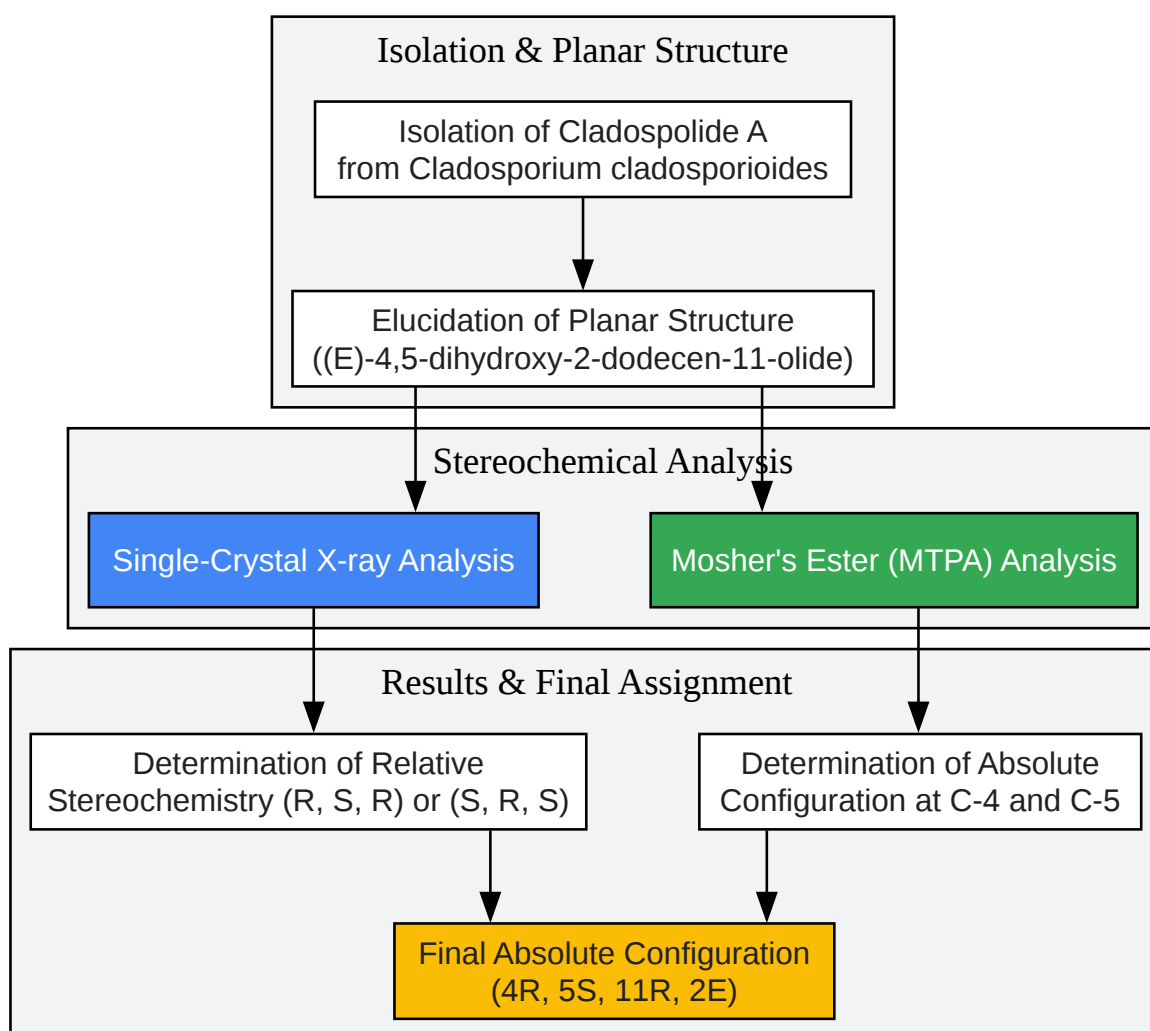 Isolation & Planar Structure
Isolation of Cladospolide A
from Cladosporium cladosporioides
Elucidation of Planar Structure
((E)-4,5-dihydroxy-2-dodecen-11-olide)
Stereochemical Analysis
Single-Crystal X-ray Analysis
Mosher's Ester (MTPA) Analysis
Results & Final Assignment
Determination of Relative
Stereochemistry (R, S, R) or (S, R, S)
Determination of Absolute
Configuration at C-4 and C-5
Final Absolute Configuration
(4R, 5S, 11R, 2E)